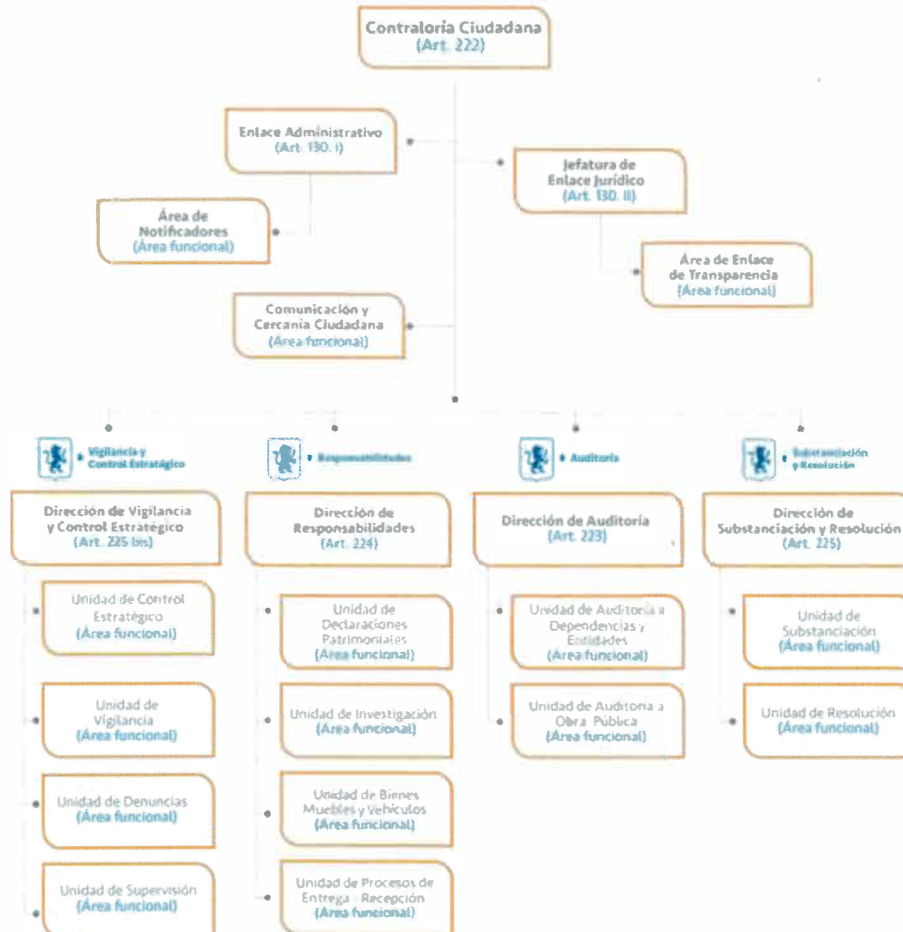 Contraloría Ciudadana
(Art. 222)
Enlace Administrativo
(Art. 130. I)
Jefatura de
Enlace Jurídico
(Art. 130. II)
Área de
Notificadores
(Área funcional)
Área de Enlace
de Transparencia
(Área funcional)
Comunicación y
Cercanía Ciudadana
(Área funcional)
Vigilancia y
Control Estratégico
Responsabilidades
Auditoría
Substanciación
y Resolución
Dirección de Vigilancia
y Control Estratégico
(Art. 225 bis)
Dirección de
Responsabilidades
(Art. 224)
Dirección de Auditoría
(Art. 223)
Dirección de
Substanciación y Resolución
(Art. 225)
Unidad de Control
Estratégico
(Área funcional)
Unidad de
Declaraciones
Patrimoniales
(Área funcional)
Unidad de Auditoría a
Dependencias y
Entidades
(Área funcional)
Unidad de
Substanciación
(Área funcional)
Unidad de
Vigilancia
(Área funcional)
Unidad de Investigación
(Área funcional)
Unidad de Auditoría a
Obra Pública
(Área funcional)
Unidad de Resolución
(Área funcional)
Unidad de Denuncias
(Área funcional)
Unidad de Bienes
Muebles y Vehículos
(Área funcional)
Unidad de Supervisión
(Área funcional)
Unidad de Procesos de
Entrega - Recepción
(Área funcional)